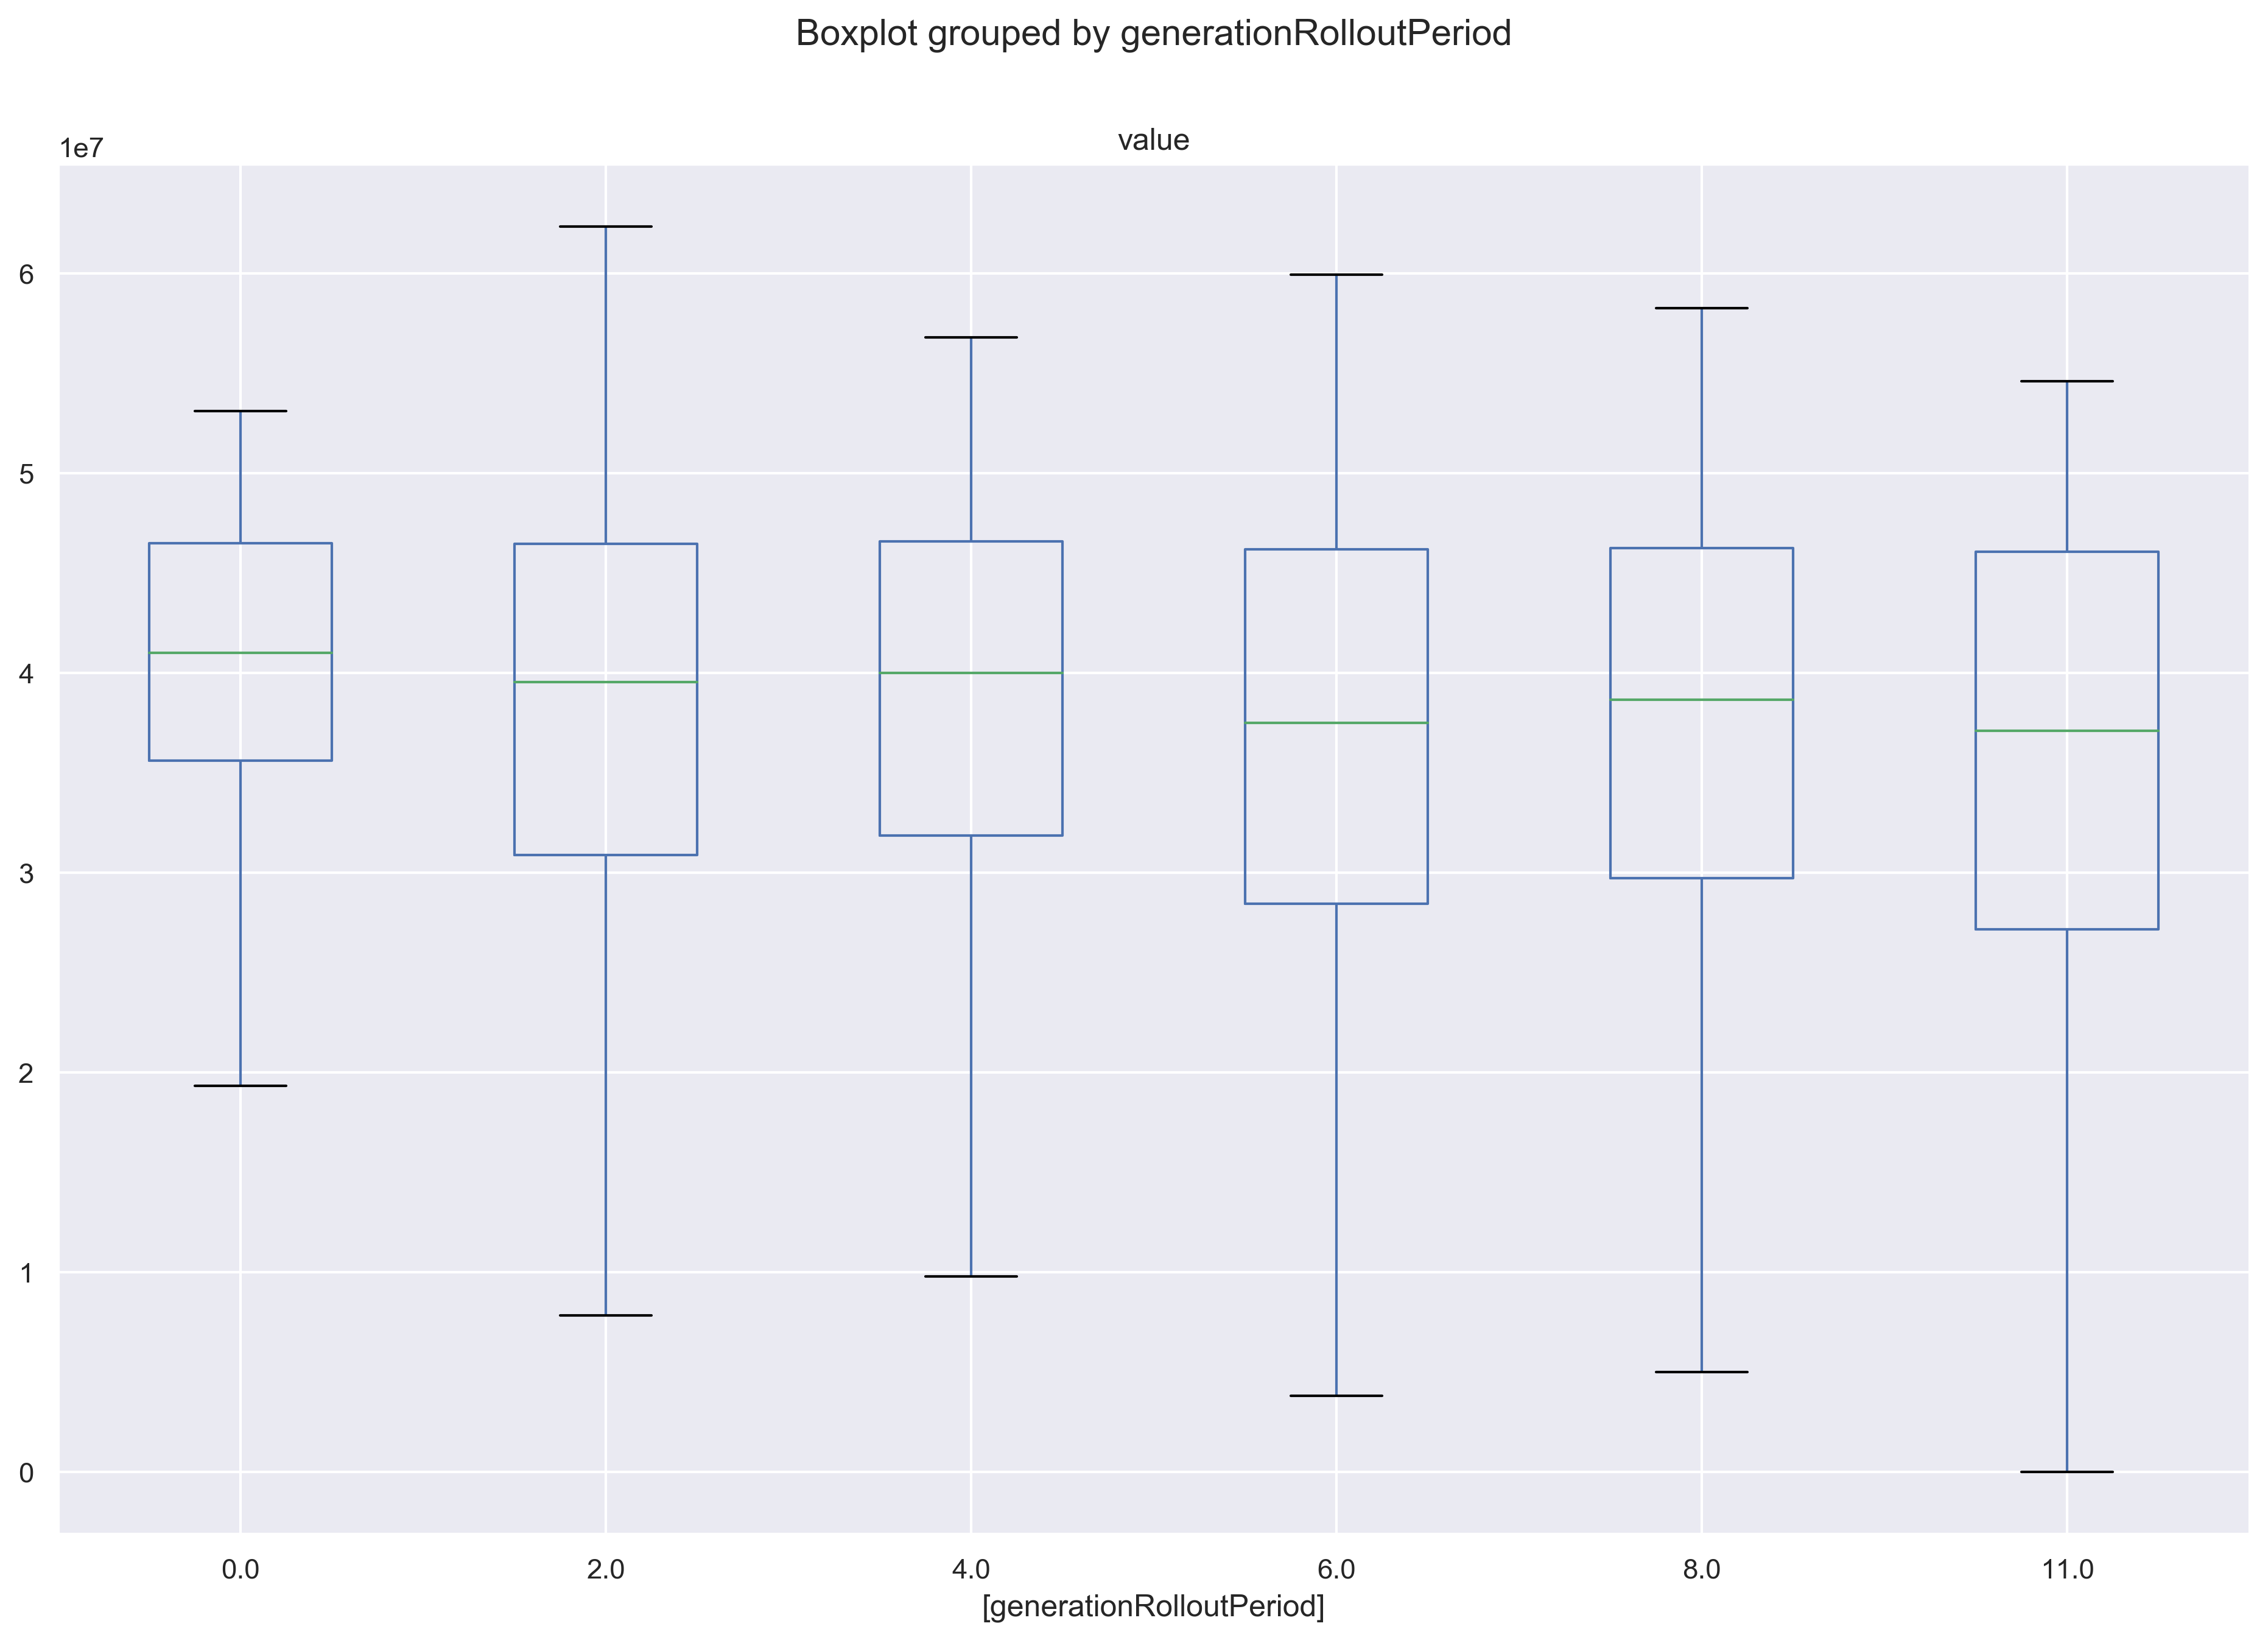 Boxplot grouped by generationRolloutPeriod
value
1e7
6
5
4
3
2
1
0
0.0 2.0 4.0 6.0 8.0 11.0
[generationRolloutPeriod]